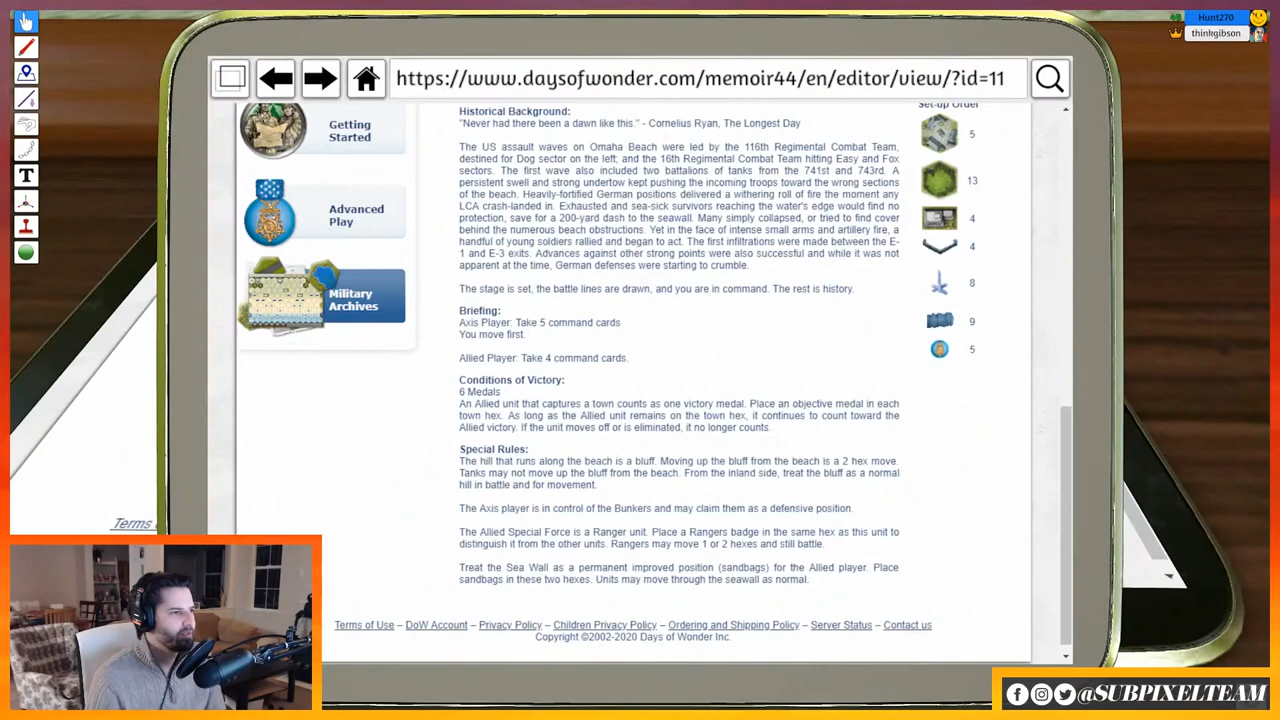 Hunt270
thinkgibson
https://www.daysofwonder.com/memoir44/en/editor/view/?id=11
Getting
Started
Advanced
Play
Military
Archives
T
Historical Background:
"Never had there been a dawn like this." - Cornelius Ryan, The Longest Day
The US assault waves on Omaha Beach were led by the 116th Regimental Combat Team,
destined for Dog sector on the left; and the 16th Regimental Combat Team hitting Easy and Fox
sectors. The first wave also included two battalions of tanks from the 741st and 743rd. A
persistent swell and strong undertow kept pushing the incoming troops toward the wrong sections
of the beach. Heavily-fortified German positions delivered a withering roll of fire the moment any
LCA crash-landed in. Exhausted and sea-sick survivors reaching the water's edge would find no
protection, save for a 200-yard dash to the seawall. Many simply collapsed, or tried to find cover
behind the numerous beach obstructions. Yet in the face of intense small arms and artillery fire, a
handful of young soldiers rallied and began to act. The first infiltrations were made between the E-
1 and E-3 exits. Advances against other strong points were also successful and while it was not
apparent at the time, German defenses were starting to crumble.
The stage is set, the battle lines are drawn, and you are in command. The rest is history.
Briefing:
Axis Player: Take 5 command cards
You move first.
Allied Player: Take 4 command cards.
Conditions of Victory:
6 Medals
An Allied unit that captures a town counts as one victory medal. Place an objective medal in each
town hex. As long as the Allied unit remains on the town hex, it continues to count toward the
Allied victory. If the unit moves off or is eliminated, it no longer counts.
Special Rules:
The hill that runs along the beach is a bluff. Moving up the bluff from the beach is a 2 hex move.
Tanks may not move up the bluff from the beach. From the inland side, treat the bluff as a normal
hill in battle and for movement.
The Axis player is in control of the Bunkers and may claim them as a defensive position.
The Allied Special Force is a Ranger unit. Place a Rangers badge in the same hex as this unit to
distinguish it from the other units. Rangers may move 1 or 2 hexes and still battle.
Treat the Sea Wall as a permanent improved position (sandbags) for the Allied player. Place
sandbags in these two hexes. Units may move through the seawall as normal.
Set-up Order
5
13
4
4
8
9
5
Terms of Use – DoW Account – Privacy Policy – Children Privacy Policy – Ordering and Shipping Policy – Server Status – Contact us
Copyright ©2002-2020 Days of Wonder Inc.
Terms
@SUBPIXELTEAM